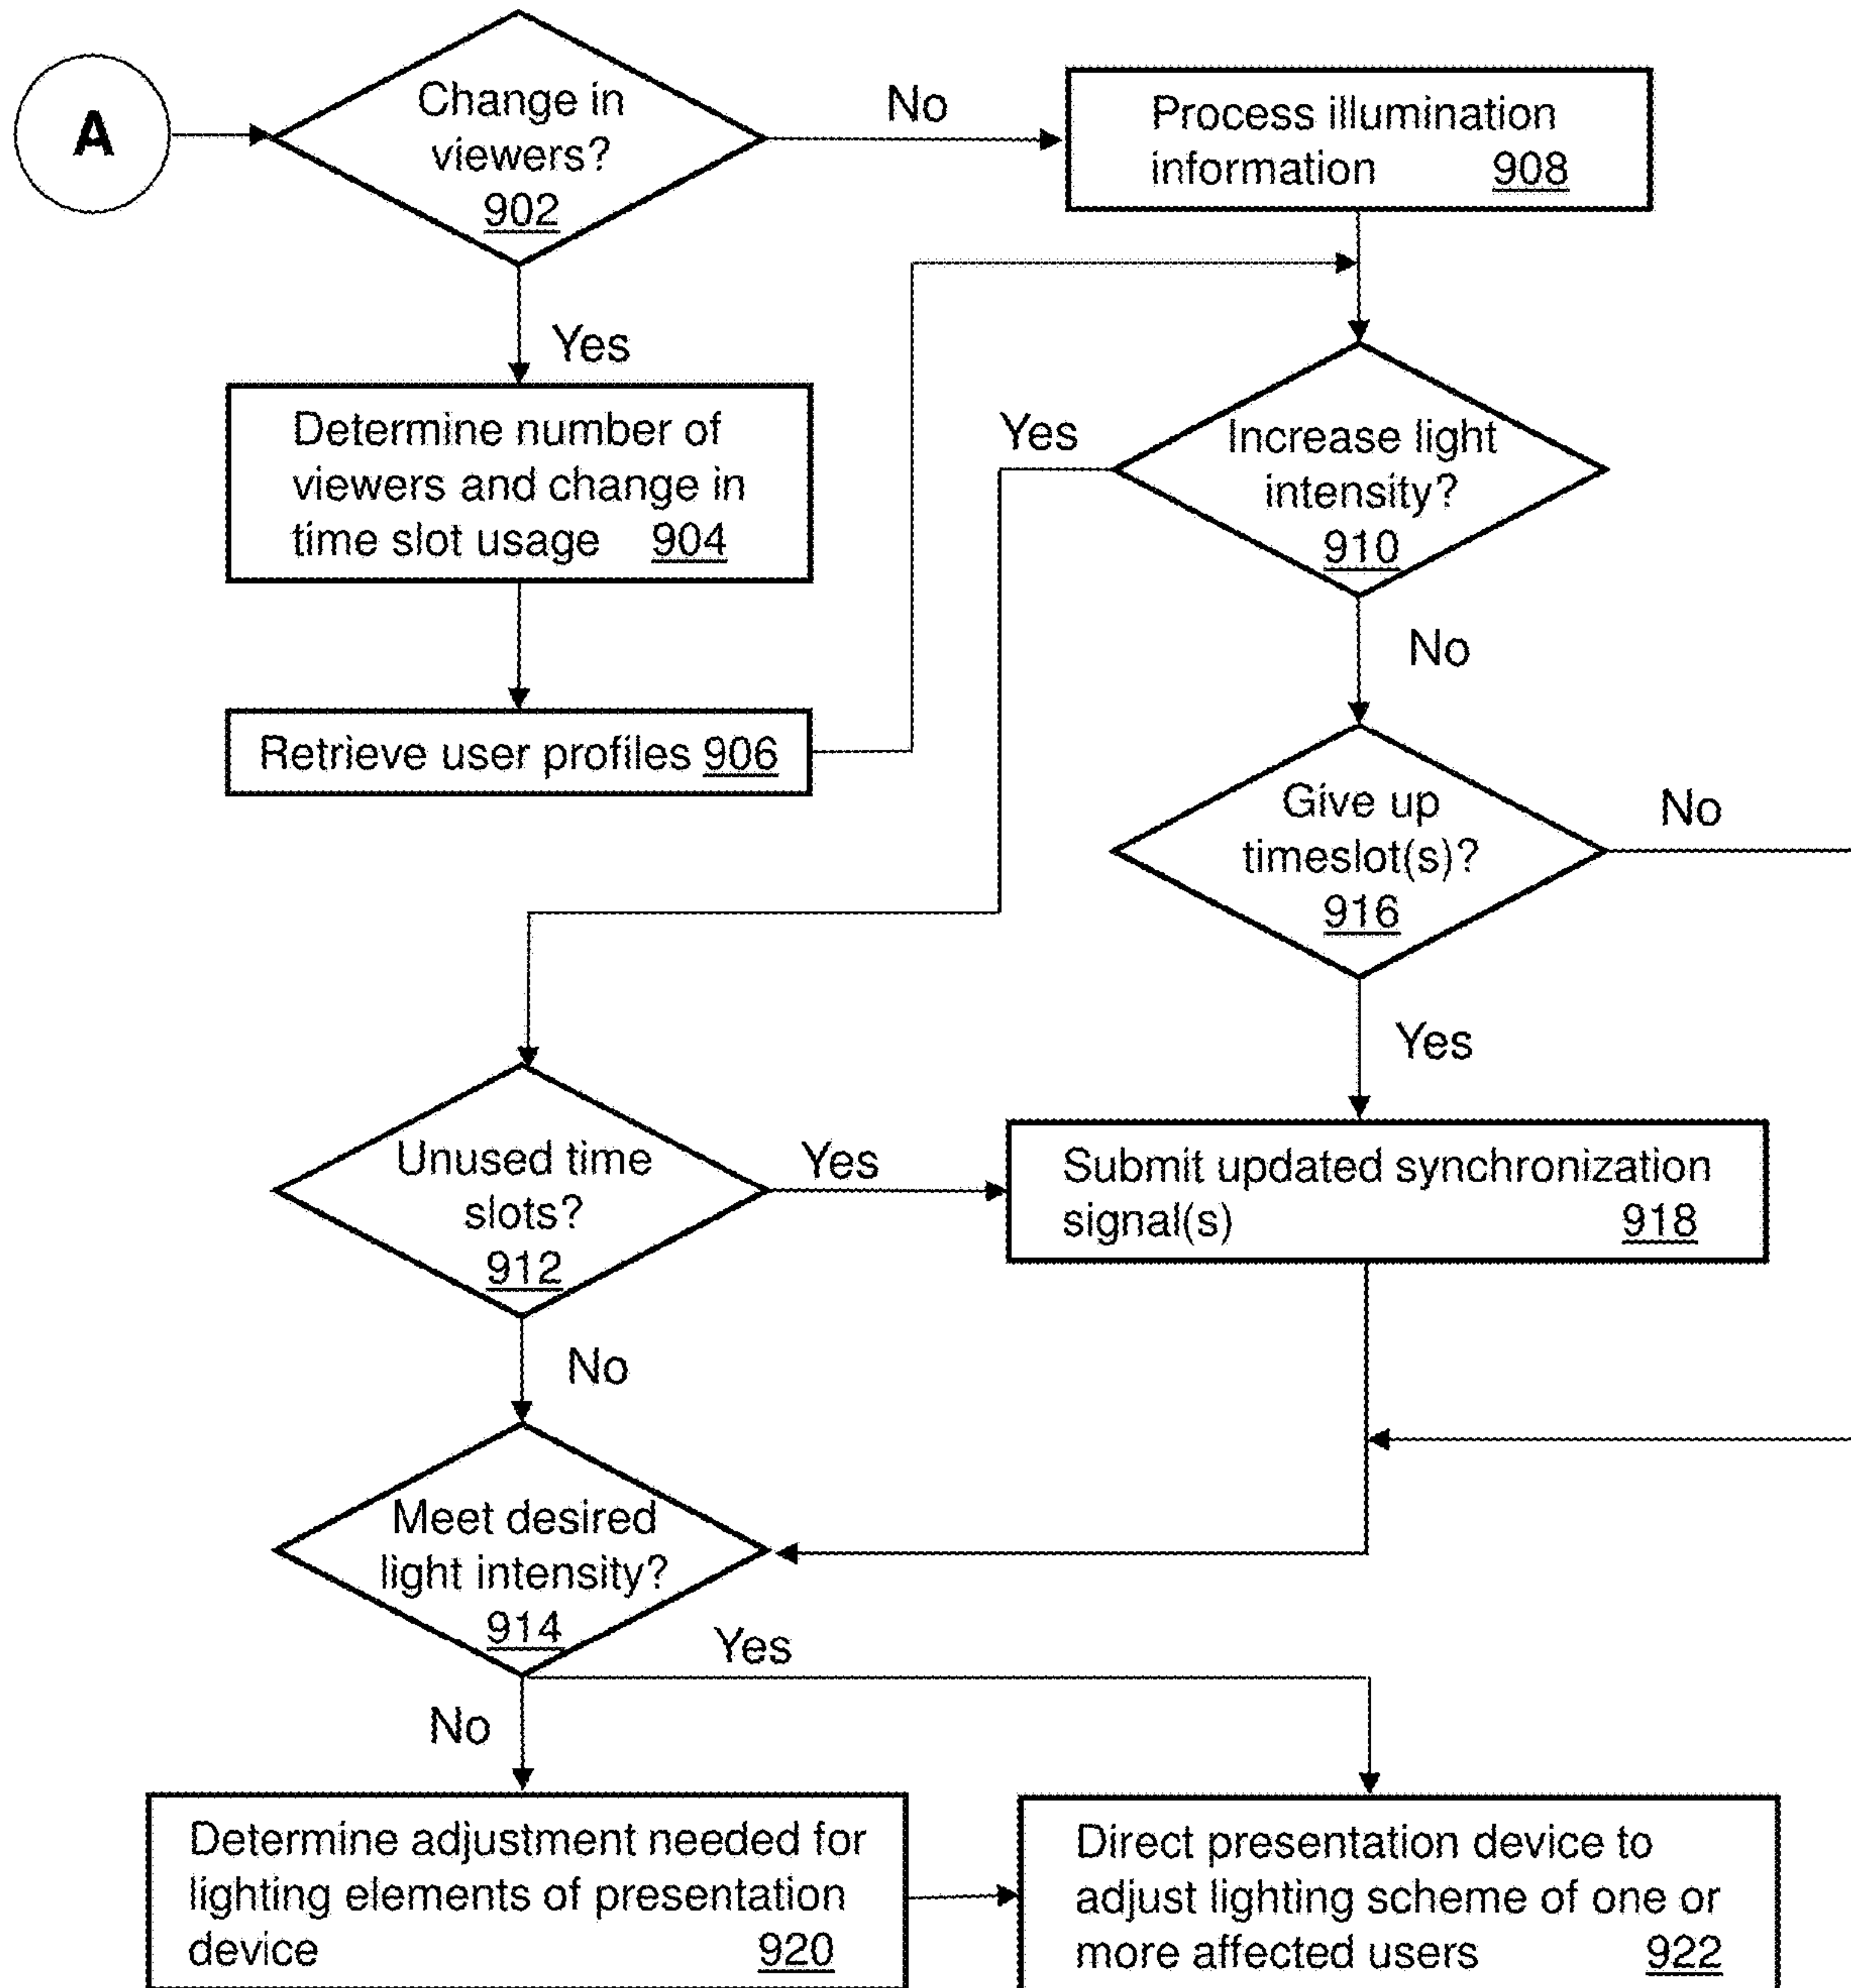 A
Change in
viewers?
902
No
Process illumination
information 908
Yes
Determine number of
viewers and change in
time slot usage 904
Retrieve user profiles 906
Yes
Increase light
intensity?
910
No
Give up
timeslot(s)?
916
No
Yes
Unused time
slots?
912
Yes
Submit updated synchronization
signal(s) 918
No
Meet desired
light intensity?
914
Yes
No
Determine adjustment needed for
lighting elements of presentation
device 920
Direct presentation device to
adjust lighting scheme of one or
more affected users 922